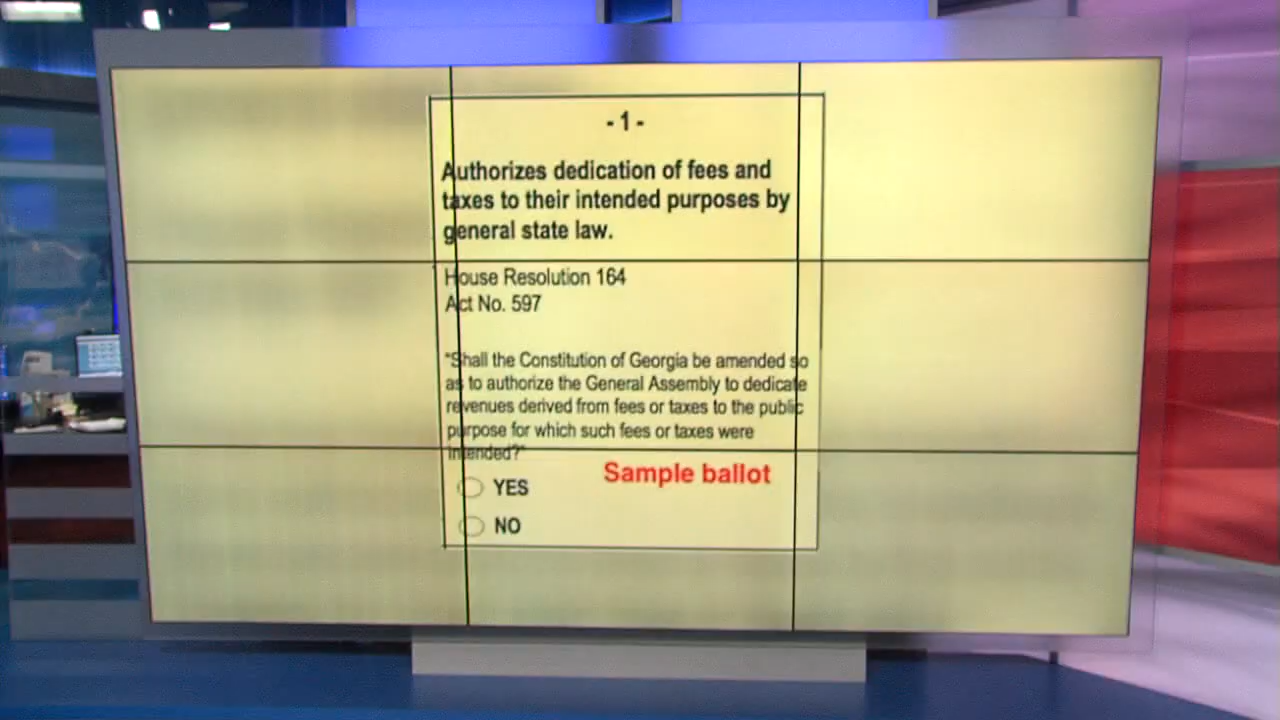 - 1 -
Authorizes dedication of fees and
taxes to their intended purposes by
general state law.
House Resolution 164
Act No. 597
"Shall the Constitution of Georgia be amended so
as to authorize the General Assembly to dedicate
revenues derived from fees or taxes to the public
purpose for which such fees or taxes were
intended?"
Sample ballot
YES
NO